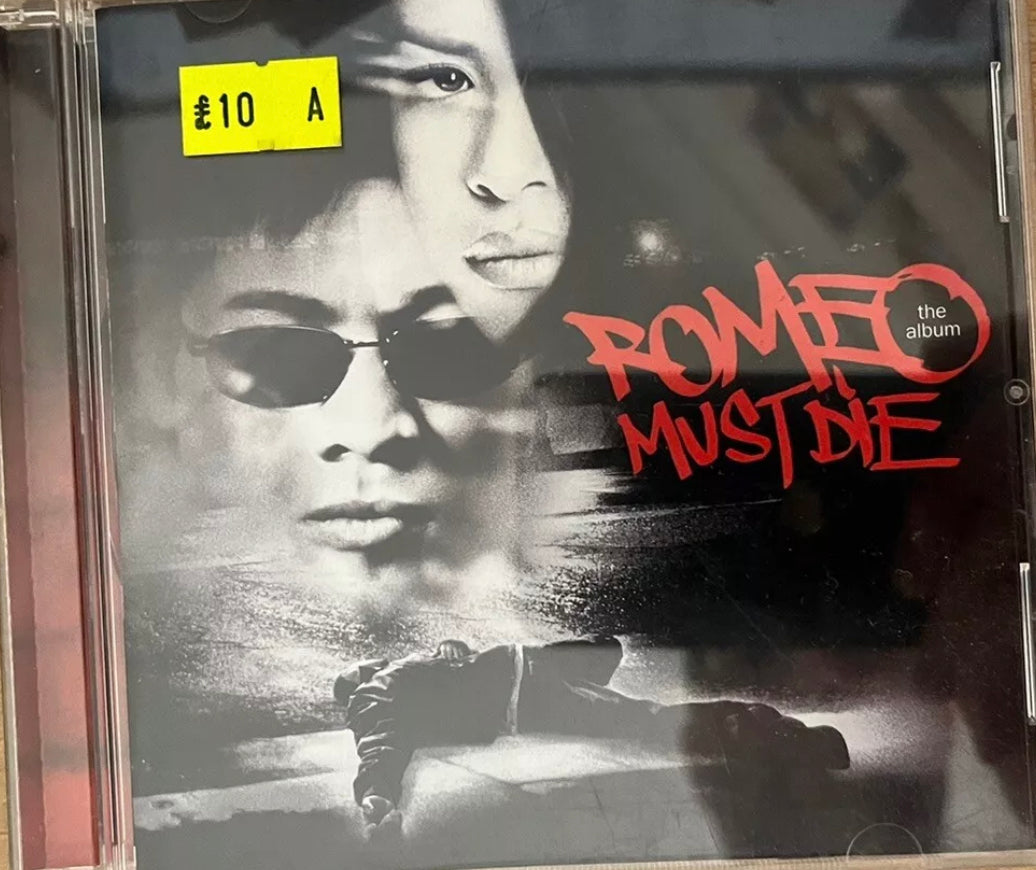 £10 A
ROMEO
the
album
MUST DIE